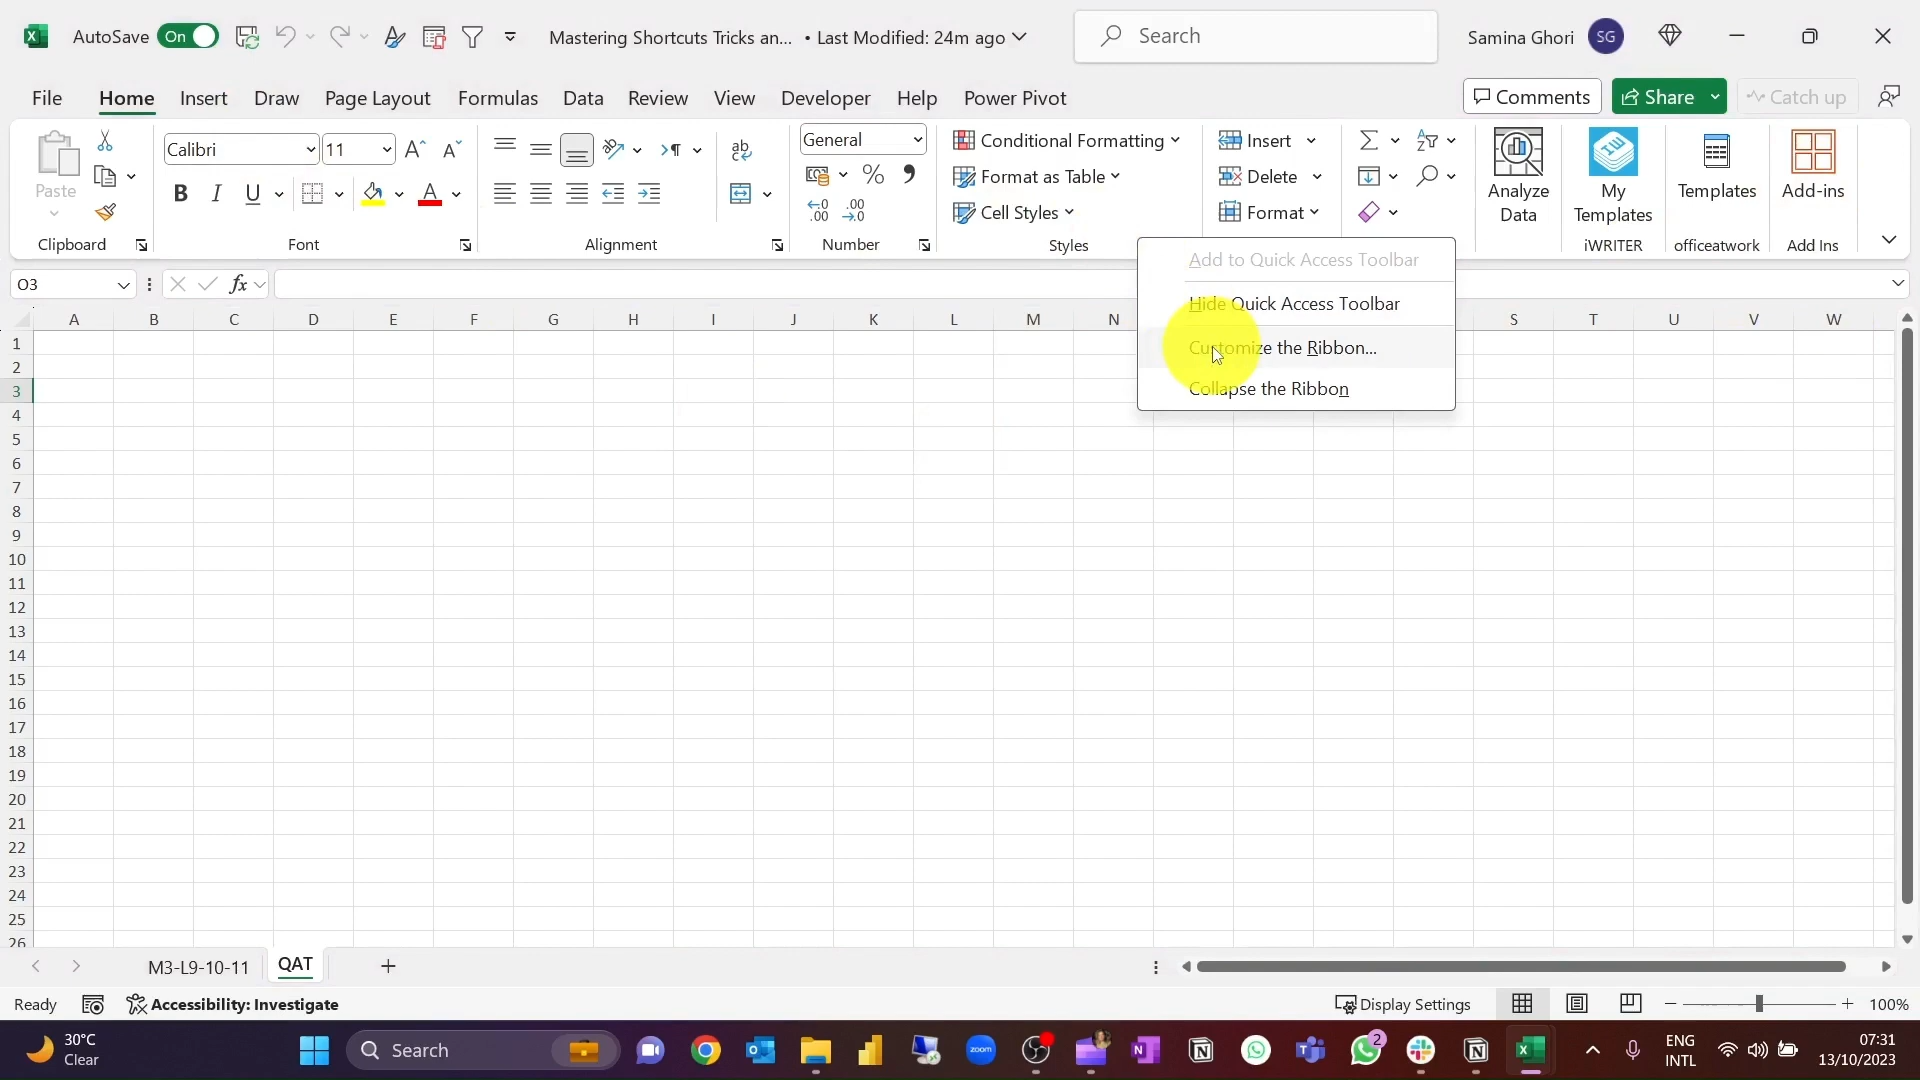 AutoSave On Mastering Shortcuts Tricks an... • Last Modified: 24m ago Search Samina Ghori SG
File Home Insert Draw Page Layout Formulas Data Review View Developer Help Power Pivot Comments Share Catch up
Paste
Clipboard
Calibri 11
B I U A
Font
ab
Alignment
General
% 9
.00 .00
Number
Conditional Formatting
Format as Table
Cell Styles
Styles
Insert
Delete
Format
Analyze
Data
My
Templates
iWRITER
Templates
officeatwork
Add-ins
Add Ins
Add to Quick Access Toolbar
Hide Quick Access Toolbar
Customize the Ribbon...
Collapse the Ribbon
O3 fx
A B C D E F G H I J K L M N S T U V W
1
2
3
4
5
6
7
8
9
10
11
12
13
14
15
16
17
18
19
20
21
22
23
24
25
26
M3-L9-10-11 QAT
Ready Accessibility: Investigate Display Settings 100%
30°C
Clear
Search
zoom
2
ENG
INTL
07:31
13/10/2023